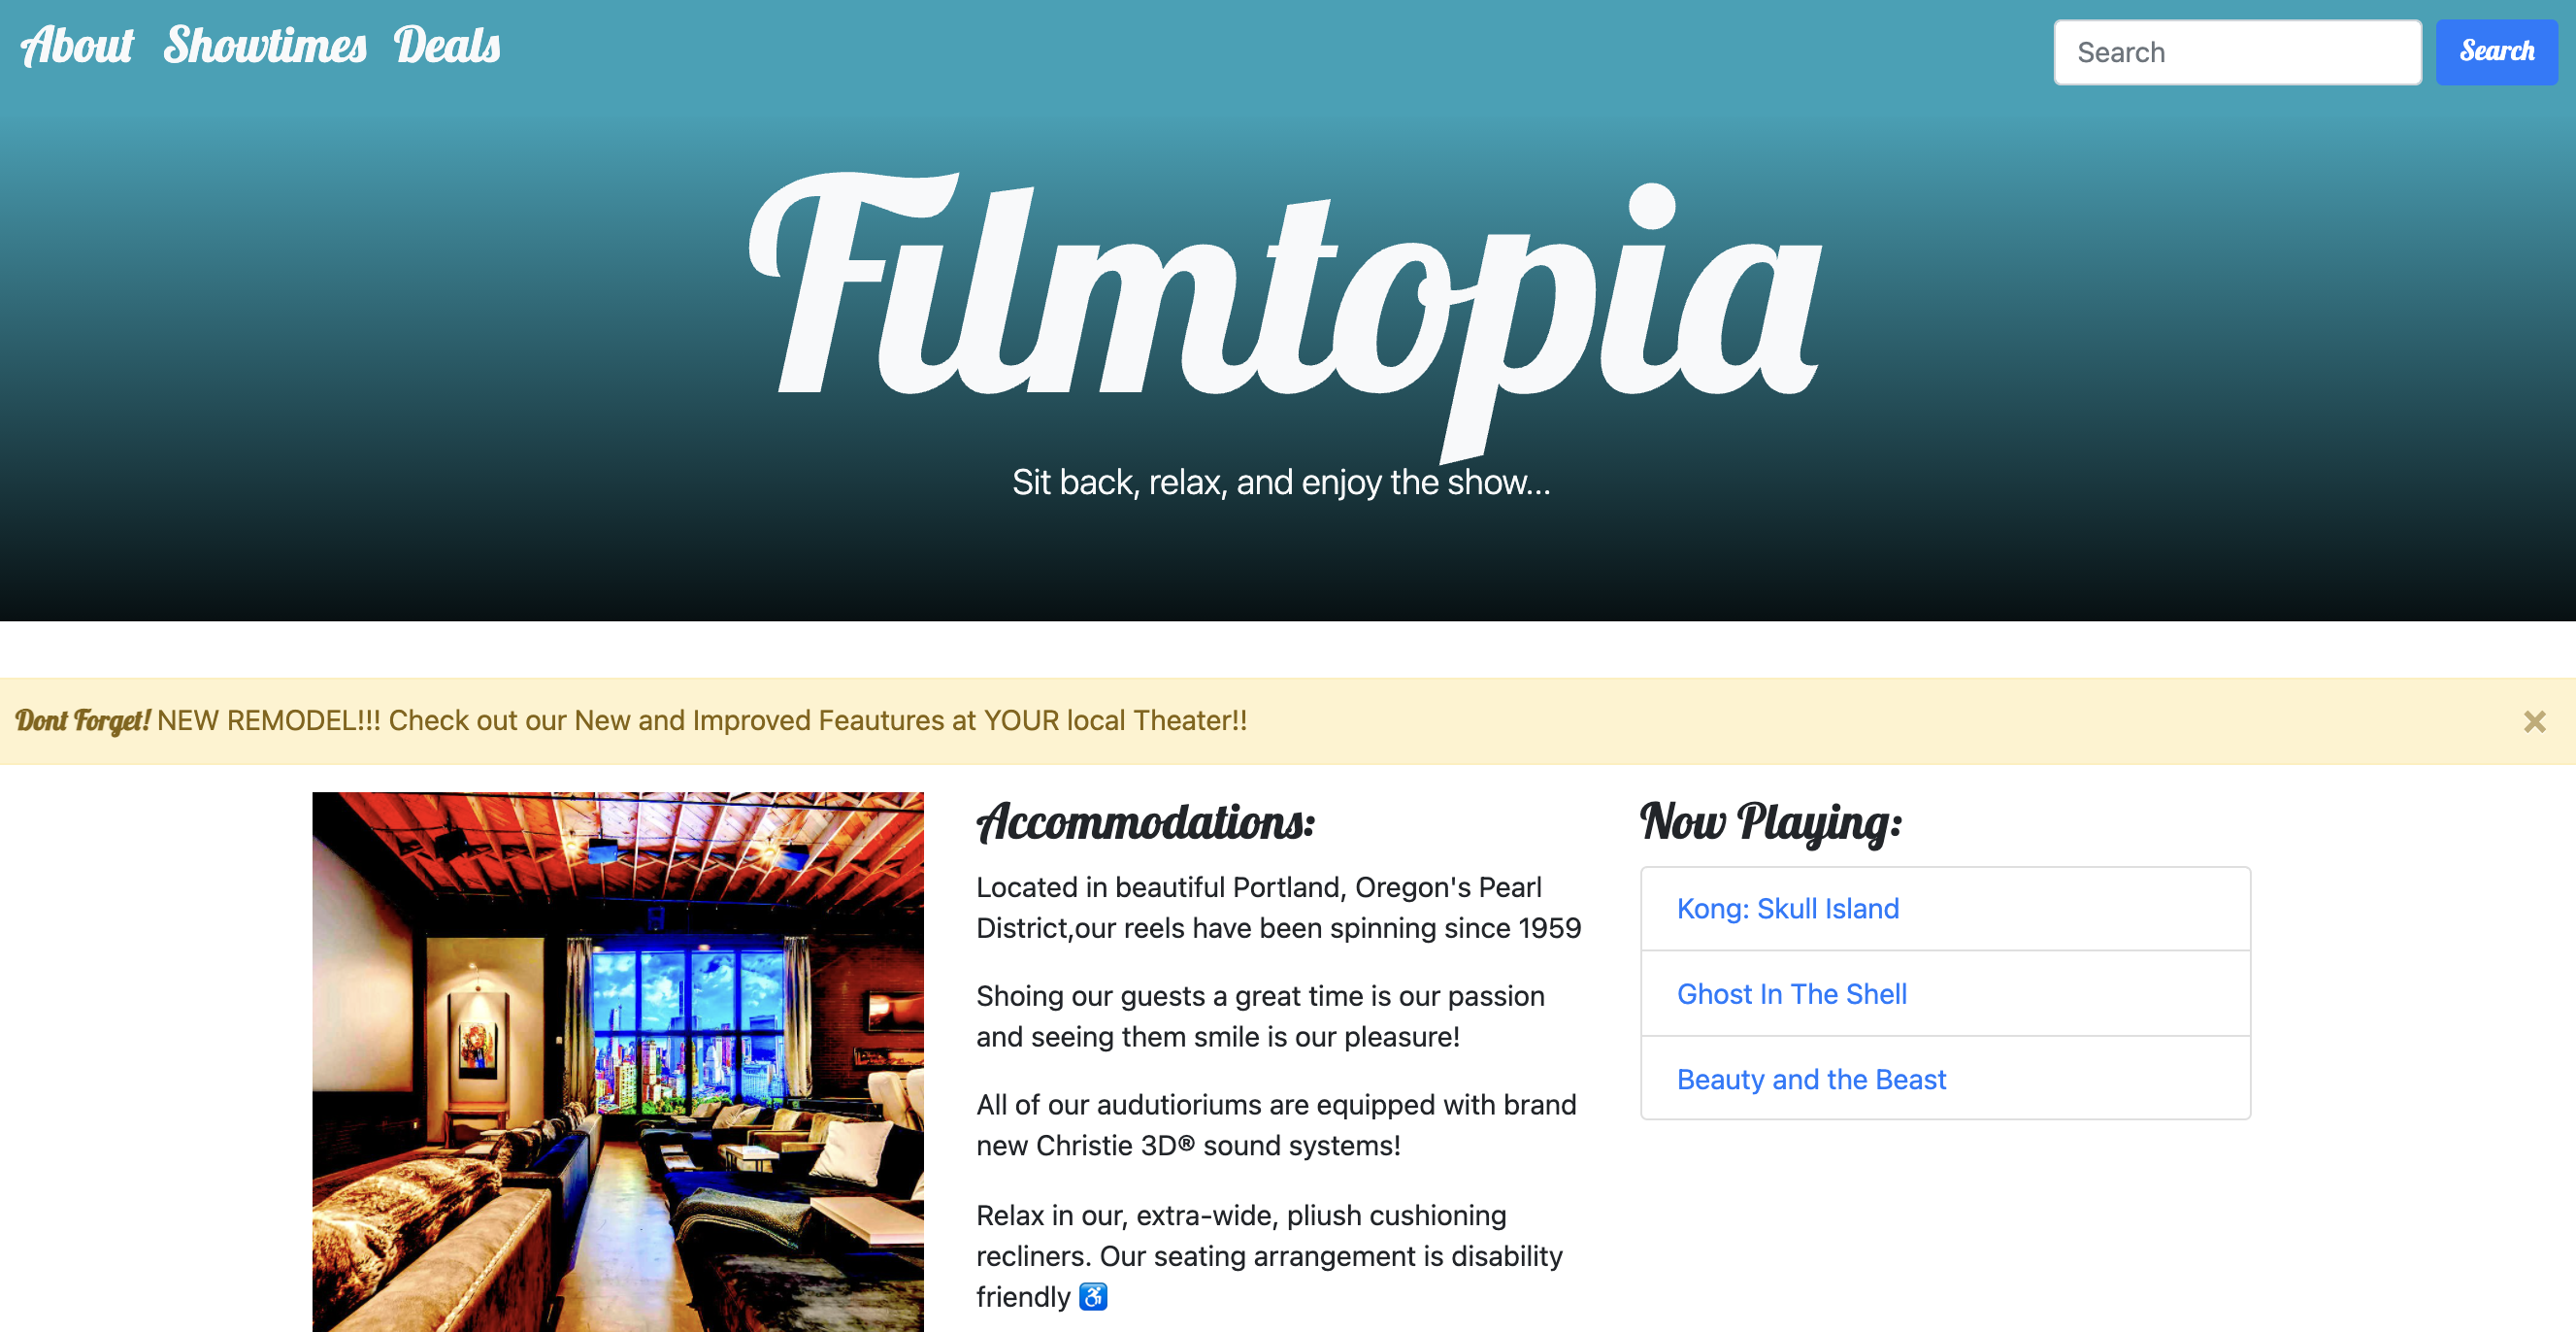 About Showtimes Deals
Search Search
Filmtopia
Sit back, relax, and enjoy the show...
Dont Forget! NEW REMODEL!!! Check out our New and Improved Feautures at YOUR local Theater!! ×
Accommodations:
Located in beautiful Portland, Oregon's Pearl
District,our reels have been spinning since 1959
Shoing our guests a great time is our passion
and seeing them smile is our pleasure!
All of our audutioriums are equipped with brand
new Christie 3D® sound systems!
Relax in our, extra-wide, pliush cushioning
recliners. Our seating arrangement is disability
friendly ♿
Now Playing:
Kong: Skull Island
Ghost In The Shell
Beauty and the Beast